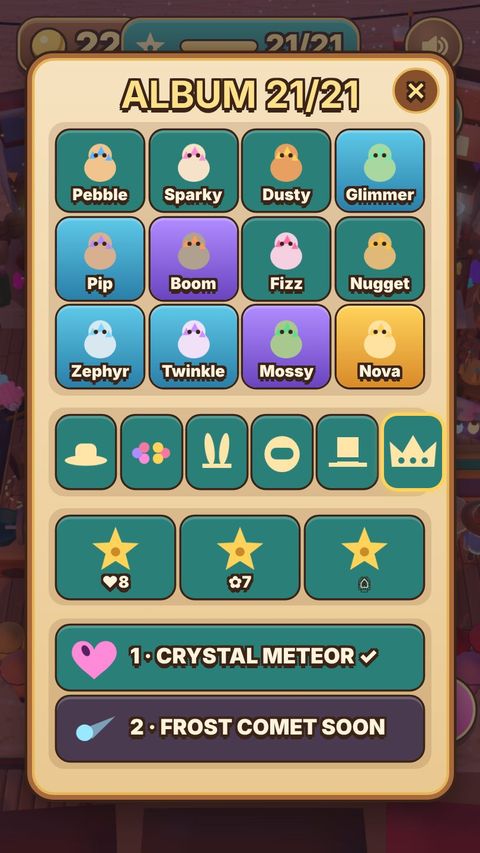 22
21/21
ALBUM 21/21
Pebble
Sparky
Dusty
Glimmer
Pip
Boom
Fizz
Nugget
Zephyr
Twinkle
Mossy
Nova
♥8
✿7
1 · CRYSTAL METEOR ✓
2 · FROST COMET SOON